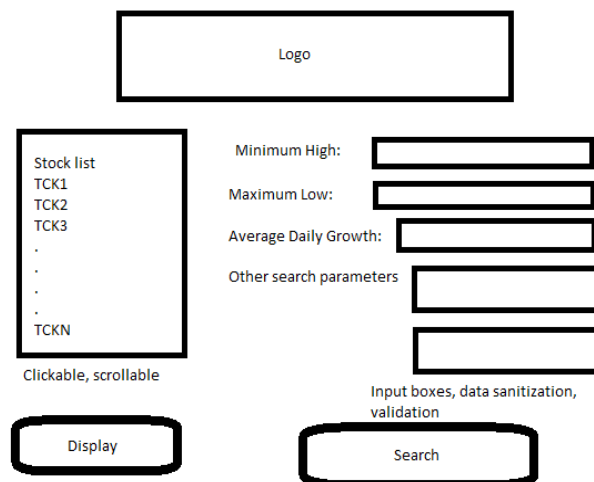 Logo
Stock list
TCK1
TCK2
TCK3
.
.
.
.
TCKN
Clickable, scrollable
Display
Minimum High:
Maximum Low:
Average Daily Growth:
Other search parameters
Input boxes, data sanitization,
validation
Search